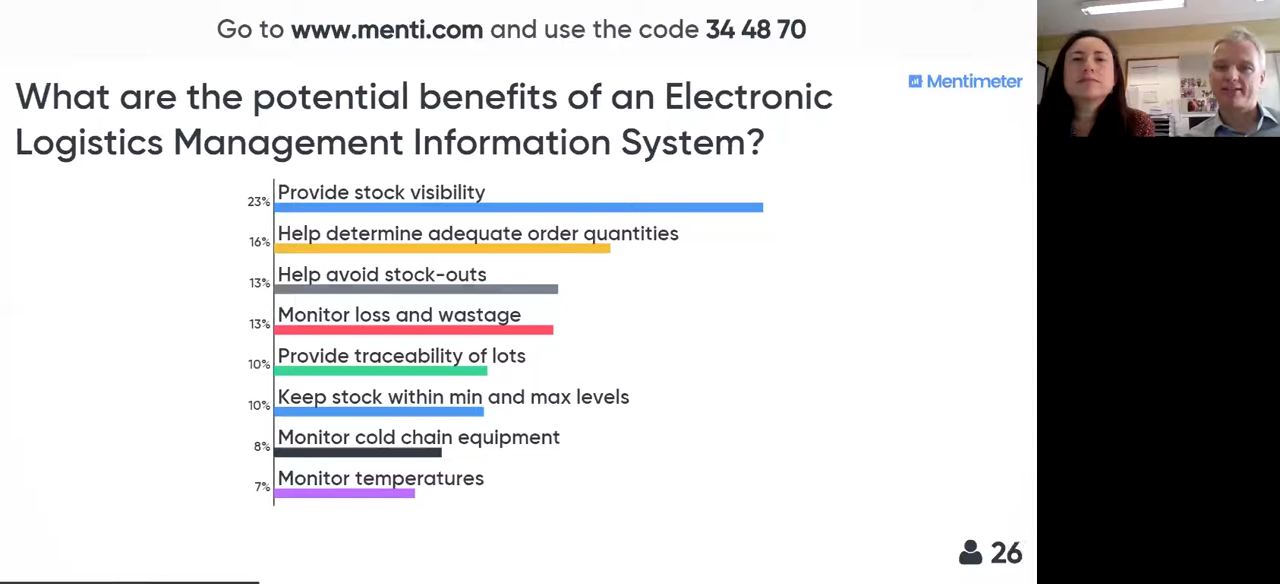 Go to www.menti.com and use the code 34 48 70
Mentimeter
What are the potential benefits of an Electronic
Logistics Management Information System?
Provide stock visibility
23%
Help determine adequate order quantities
16%
Help avoid stock-outs
13%
Monitor loss and wastage
13%
Provide traceability of lots
10%
Keep stock within min and max levels
10%
Monitor cold chain equipment
8%
Monitor temperatures
7%
26